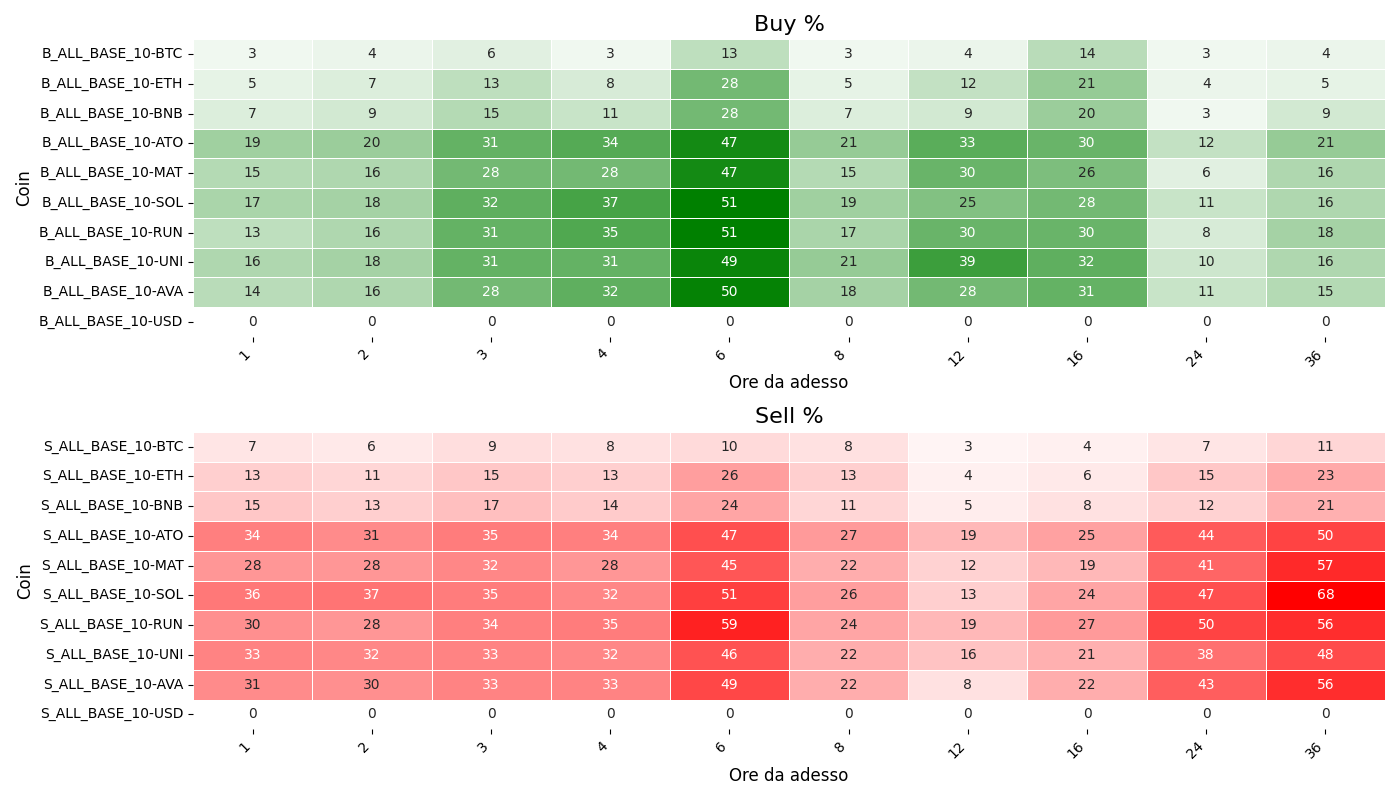 Buy %
Coin
B_ALL_BASE_10-BTC 3 4 6 3 13 3 4 14 3 4
B_ALL_BASE_10-ETH 5 7 13 8 28 5 12 21 4 5
B_ALL_BASE_10-BNB 7 9 15 11 28 7 9 20 3 9
B_ALL_BASE_10-ATO 19 20 31 34 47 21 33 30 12 21
B_ALL_BASE_10-MAT 15 16 28 28 47 15 30 26 6 16
B_ALL_BASE_10-SOL 17 18 32 37 51 19 25 28 11 16
B_ALL_BASE_10-RUN 13 16 31 35 51 17 30 30 8 18
B_ALL_BASE_10-UNI 16 18 31 31 49 21 39 32 10 16
B_ALL_BASE_10-AVA 14 16 28 32 50 18 28 31 11 15
B_ALL_BASE_10-USD 0 0 0 0 0 0 0 0 0 0
1 2 3 4 6 8 12 16 24 36
Ore da adesso
Sell %
Coin
S_ALL_BASE_10-BTC 7 6 9 8 10 8 3 4 7 11
S_ALL_BASE_10-ETH 13 11 15 13 26 13 4 6 15 23
S_ALL_BASE_10-BNB 15 13 17 14 24 11 5 8 12 21
S_ALL_BASE_10-ATO 34 31 35 34 47 27 19 25 44 50
S_ALL_BASE_10-MAT 28 28 32 28 45 22 12 19 41 57
S_ALL_BASE_10-SOL 36 37 35 32 51 26 13 24 47 68
S_ALL_BASE_10-RUN 30 28 34 35 59 24 19 27 50 56
S_ALL_BASE_10-UNI 33 32 33 32 46 22 16 21 38 48
S_ALL_BASE_10-AVA 31 30 33 33 49 22 8 22 43 56
S_ALL_BASE_10-USD 0 0 0 0 0 0 0 0 0 0
1 2 3 4 6 8 12 16 24 36
Ore da adesso